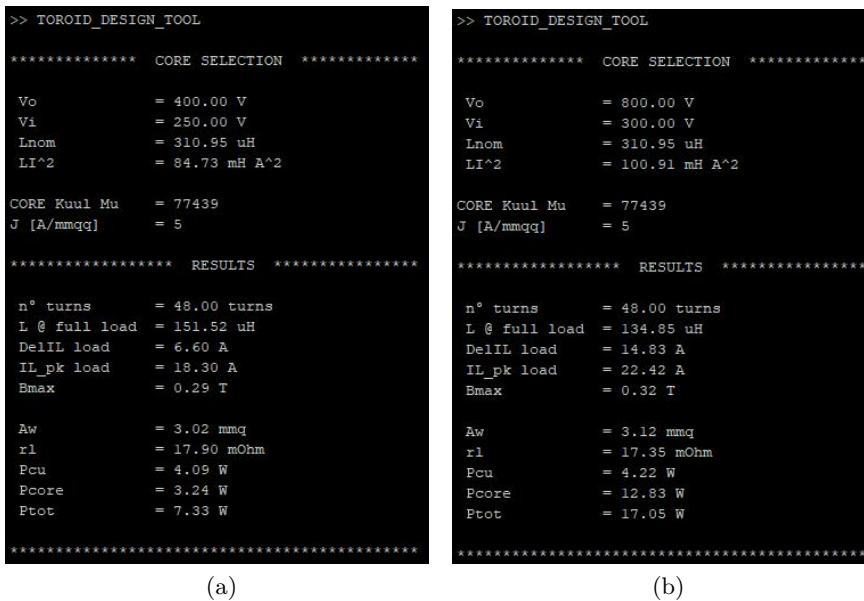 >> TOROID_DESIGN_TOOL
************** CORE SELECTION *************
Vo = 400.00 V
Vi = 250.00 V
Lnom = 310.95 uH
LI^2 = 84.73 mH A^2
CORE Kuul Mu = 77439
J [A/mmqq] = 5
****************** RESULTS ****************
n° turns = 48.00 turns
L @ full load = 151.52 uH
DelIL load = 6.60 A
IL_pk load = 18.30 A
Bmax = 0.29 T
Aw = 3.02 mmq
rl = 17.90 mOhm
Pcu = 4.09 W
Pcore = 3.24 W
Ptot = 7.33 W
*********************************************
(a)
>> TOROID_DESIGN_TOOL
************** CORE SELECTION *************
Vo = 800.00 V
Vi = 300.00 V
Lnom = 310.95 uH
LI^2 = 100.91 mH A^2
CORE Kuul Mu = 77439
J [A/mmqq] = 5
****************** RESULTS ****************
n° turns = 48.00 turns
L @ full load = 134.85 uH
DelIL load = 14.83 A
IL_pk load = 22.42 A
Bmax = 0.32 T
Aw = 3.12 mmq
rl = 17.35 mOhm
Pcu = 4.22 W
Pcore = 12.83 W
Ptot = 17.05 W
*********************************************
(b)